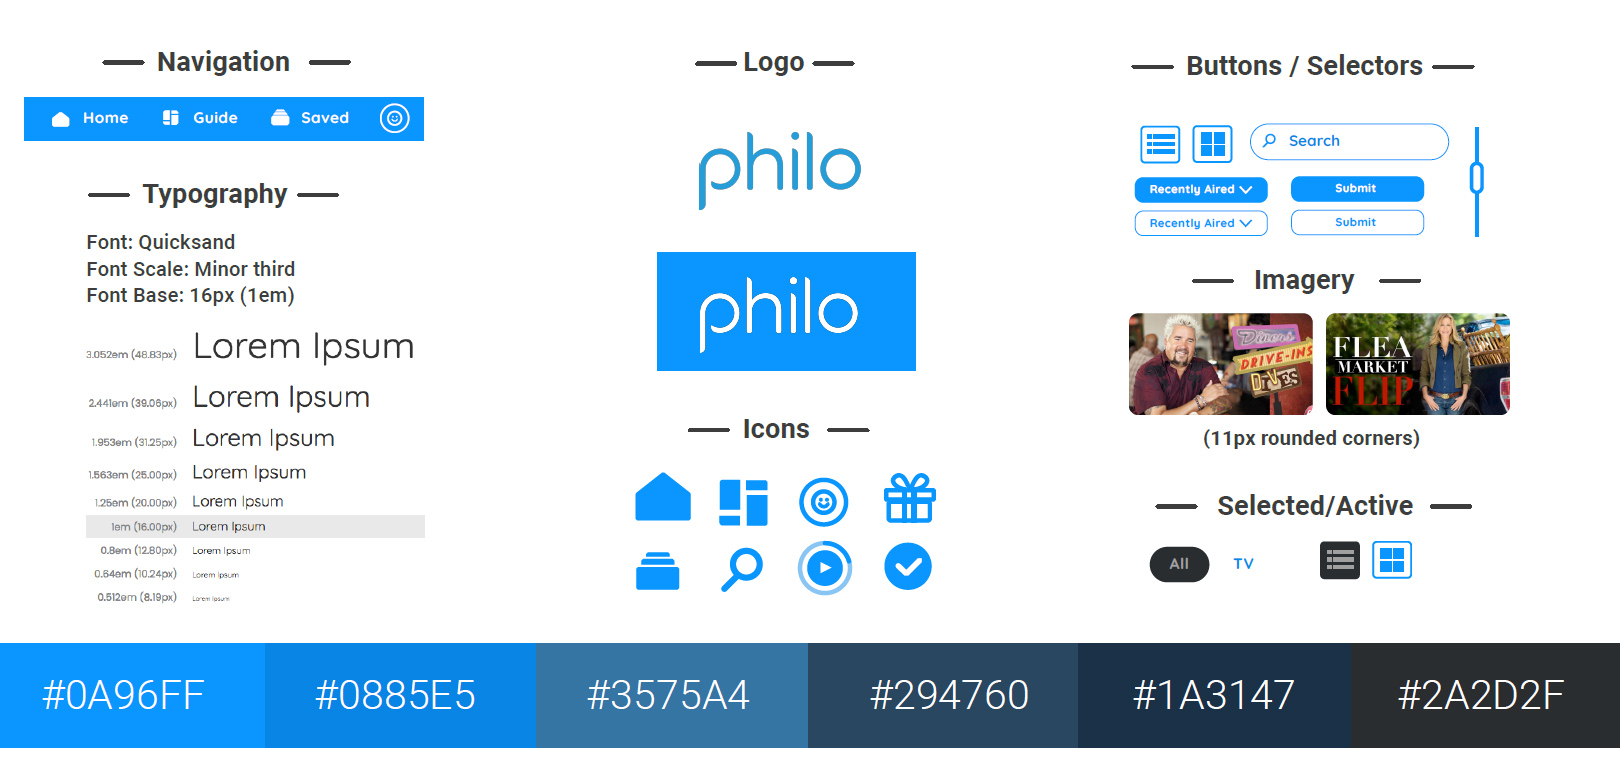 Navigation
Home Guide Saved
Typography
Font: Quicksand
Font Scale: Minor third
Font Base: 16px (1em)
3.052em (48.83px) Lorem Ipsum
2.441em (39.06px) Lorem Ipsum
1.953em (31.25px) Lorem Ipsum
1.563em (25.00px) Lorem Ipsum
1.25em (20.00px) Lorem Ipsum
1em (16.00px) Lorem Ipsum
0.8em (12.80px) Lorem Ipsum
0.64em (10.24px) Lorem Ipsum
0.512em (8.19px) Lorem Ipsum
Logo
philo
philo
Icons
Buttons / Selectors
Search
Recently Aired Submit
Recently Aired Submit
Imagery
Diners
DRIVE-INS
DIVES
FLEA
MARKET
FLIP
(11px rounded corners)
Selected/Active
All TV
#0A96FF #0885E5 #3575A4 #294760 #1A3147 #2A2D2F